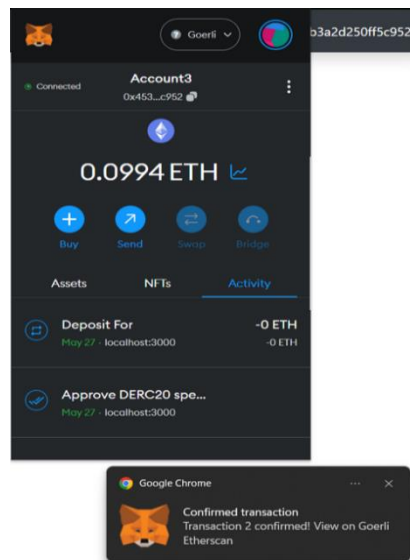 Goerli
b3a2d250ff5c952
Connected
Account3
0x453...c952
0.0994 ETH
Buy
Send
Swap
Bridge
Assets
NFTs
Activity
Deposit For
-0 ETH
May 27 · localhost:3000
-0 ETH
Approve DERC20 spe...
May 27 · localhost:3000
Google Chrome
Confirmed transaction
Transaction 2 confirmed! View on Goerli
Etherscan